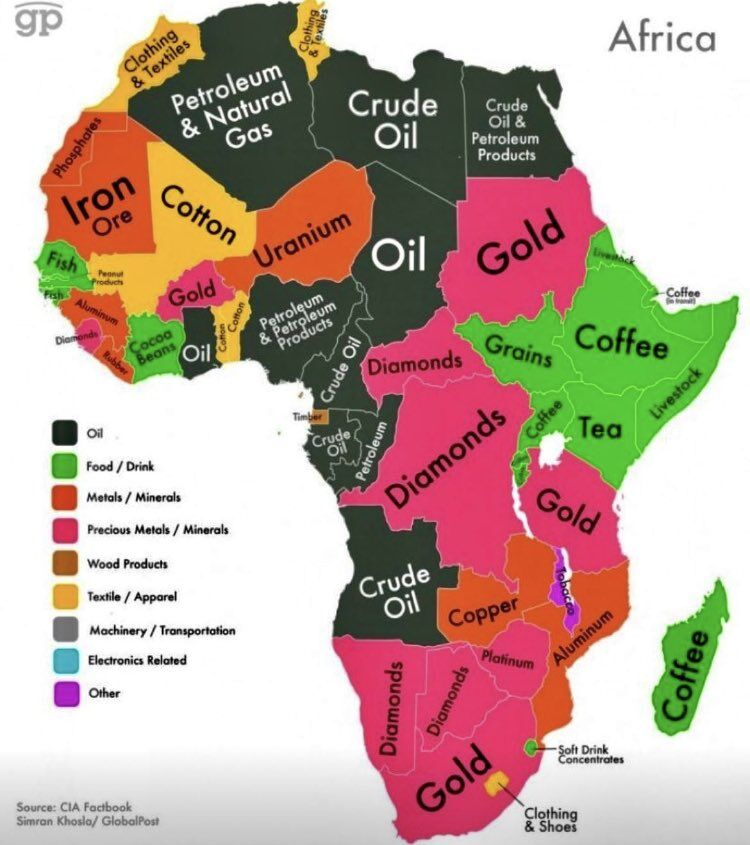 gp
Africa
Clothing
& Textiles
Clothing
& Textiles
Petroleum
& Natural
Gas
Crude
Oil
Crude
Oil &
Petroleum
Products
Phosphates
Iron
Ore
Cotton
Uranium
Oil
Gold
Livestock
Coffee
(in transit)
Fish
Peanut
Products
Fish
Aluminum
Diamonds
Rubber
Cocoa
Beans
Gold
Oil
Cotton
Cotton
Petroleum
& Petroleum
Products
Crude Oil
Diamonds
Grains
Coffee
Livestock
Timber
Crude
Oil
Petroleum
Diamonds
Coffee
Tea
Gold
Crude
Oil
Copper
Tobacco
Aluminum
Diamonds
Diamonds
Platinum
Coffee
Gold
Soft Drink
Concentrates
Clothing
& Shoes
Oil
Food / Drink
Metals / Minerals
Precious Metals / Minerals
Wood Products
Textile / Apparel
Machinery / Transportation
Electronics Related
Other
Source: CIA Factbook
Simran Khosla/ GlobalPost